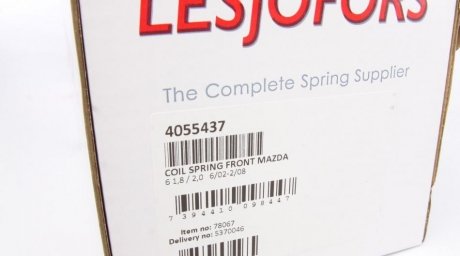 LESJÖFORS
The Complete Spring Supplier
4055437
COIL SPRING FRONT MAZDA
6 1,8 / 2,0 6/02-2/08
7 394410 098447
Item no: 78067
Delivery no: 5370046